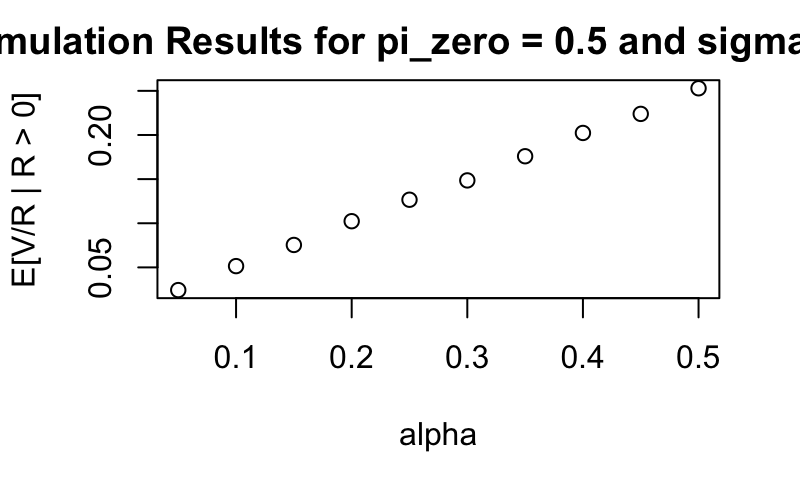 mulation Results for pi_zero = 0.5 and sigma
E[V/R | R > 0]
0.20
0.05
0.1 0.2 0.3 0.4 0.5
alpha